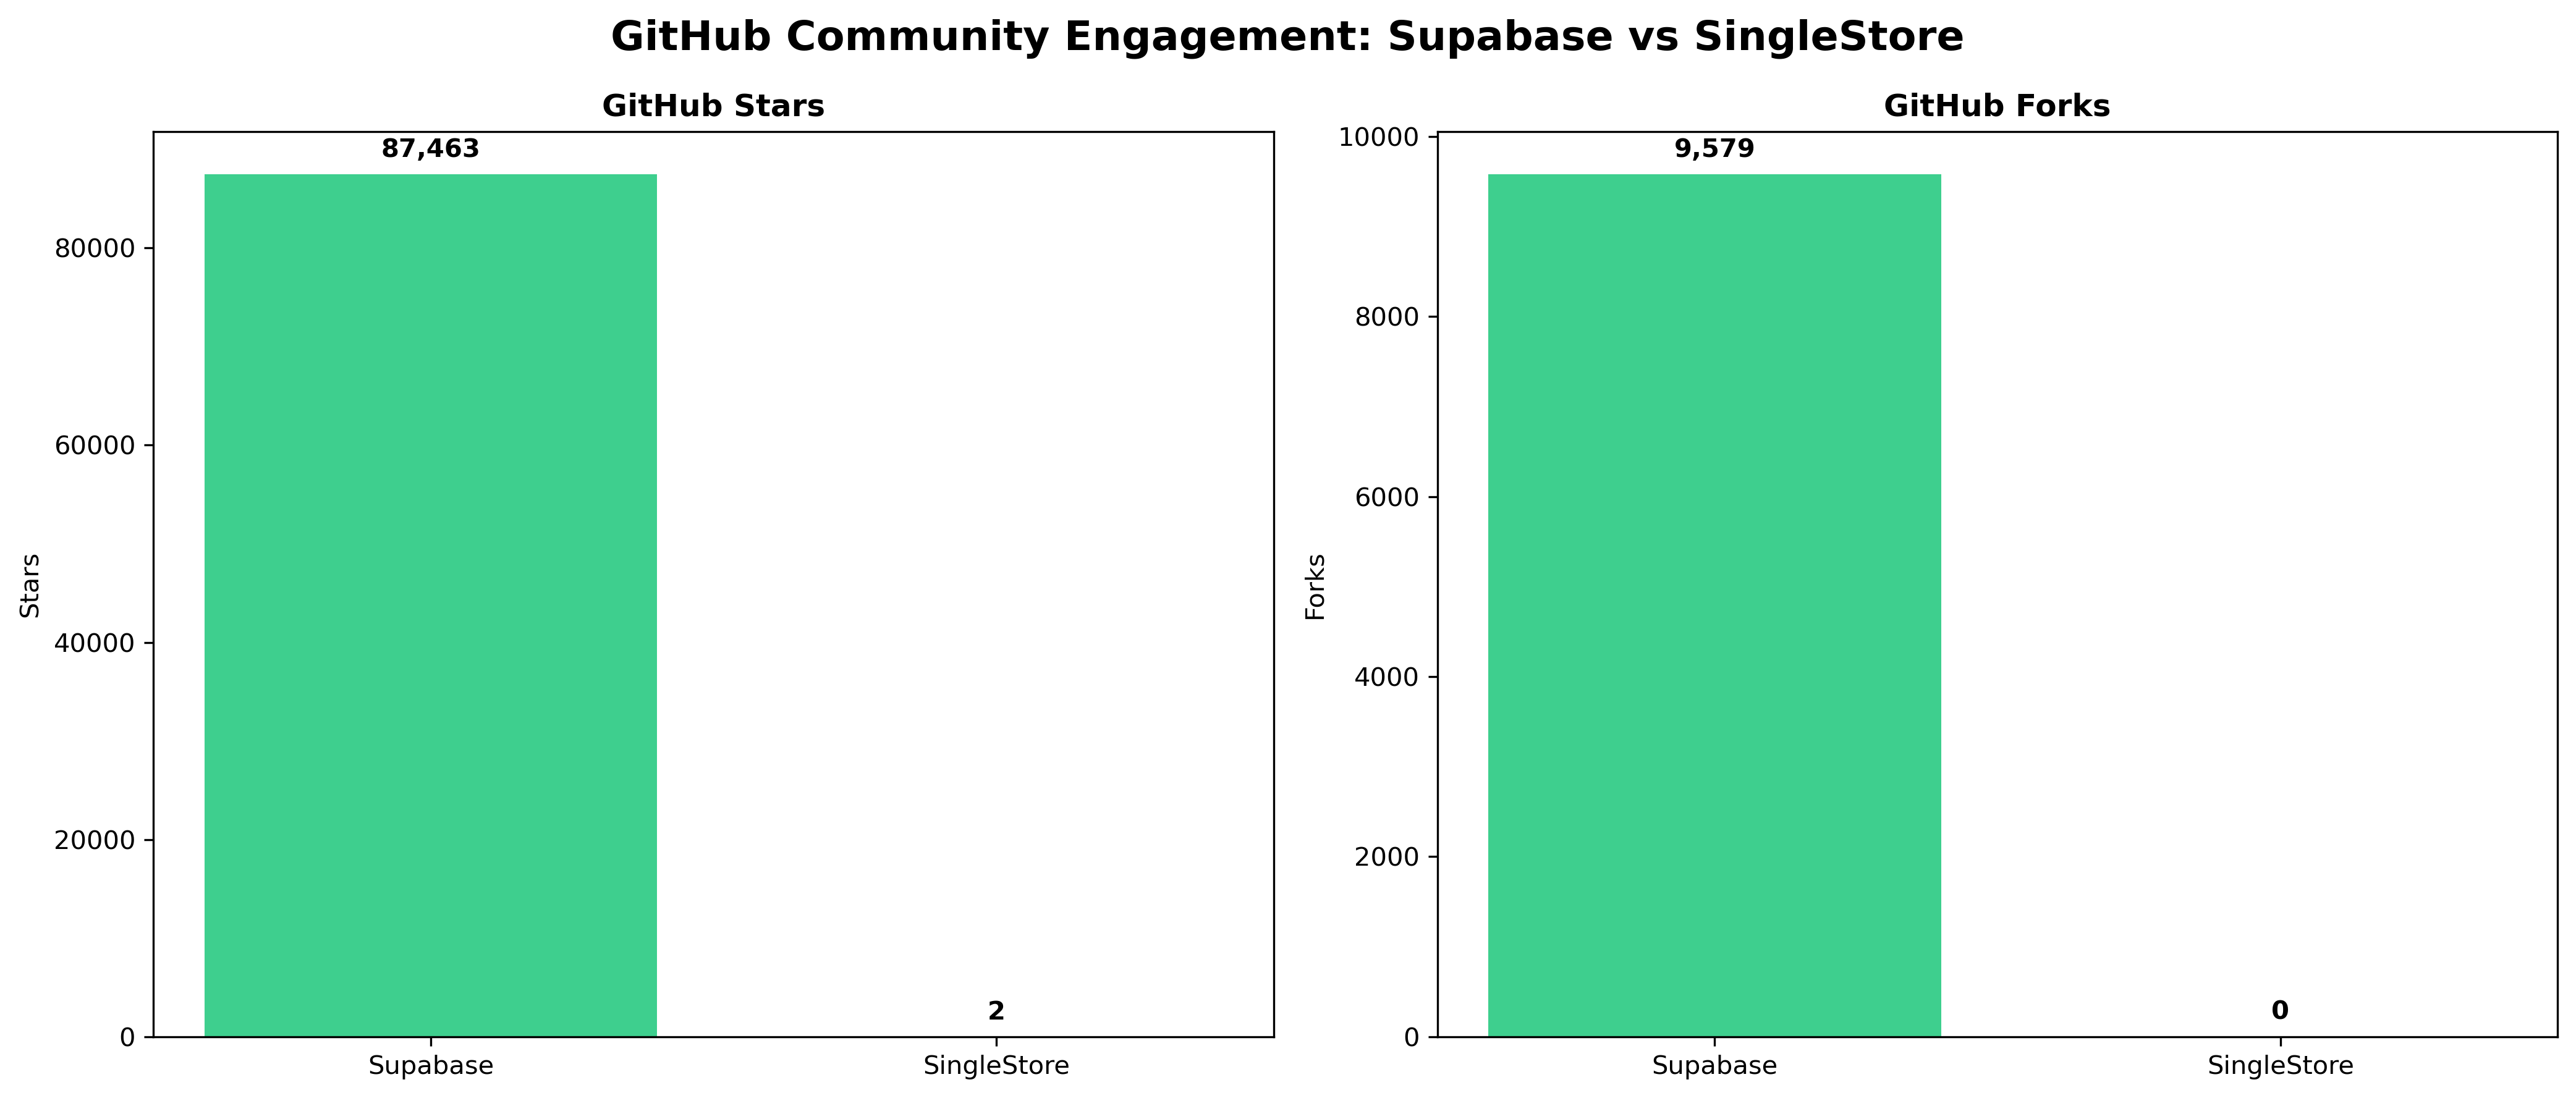 GitHub Community Engagement: Supabase vs SingleStore
GitHub Stars
87,463
80000
60000
40000
20000
0
Stars
2
Supabase
SingleStore
GitHub Forks
10000
9,579
8000
6000
4000
2000
0
Forks
0
Supabase
SingleStore